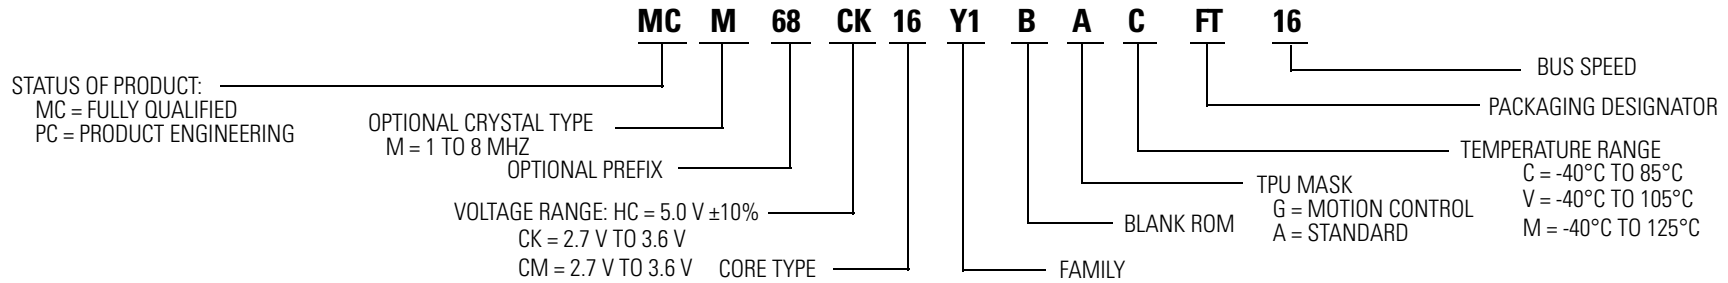 MC M 68 CK 16 Y1 B A C FT 16
STATUS OF PRODUCT:
MC = FULLY QUALIFIED
PC = PRODUCT ENGINEERING
OPTIONAL CRYSTAL TYPE
M = 1 TO 8 MHZ
OPTIONAL PREFIX
VOLTAGE RANGE: HC = 5.0 V ±10%
CK = 2.7 V TO 3.6 V
CM = 2.7 V TO 3.6 V
CORE TYPE
FAMILY
BLANK ROM
TPU MASK
G = MOTION CONTROL
A = STANDARD
TEMPERATURE RANGE
C = -40°C TO 85°C
V = -40°C TO 105°C
M = -40°C TO 125°C
PACKAGING DESIGNATOR
BUS SPEED